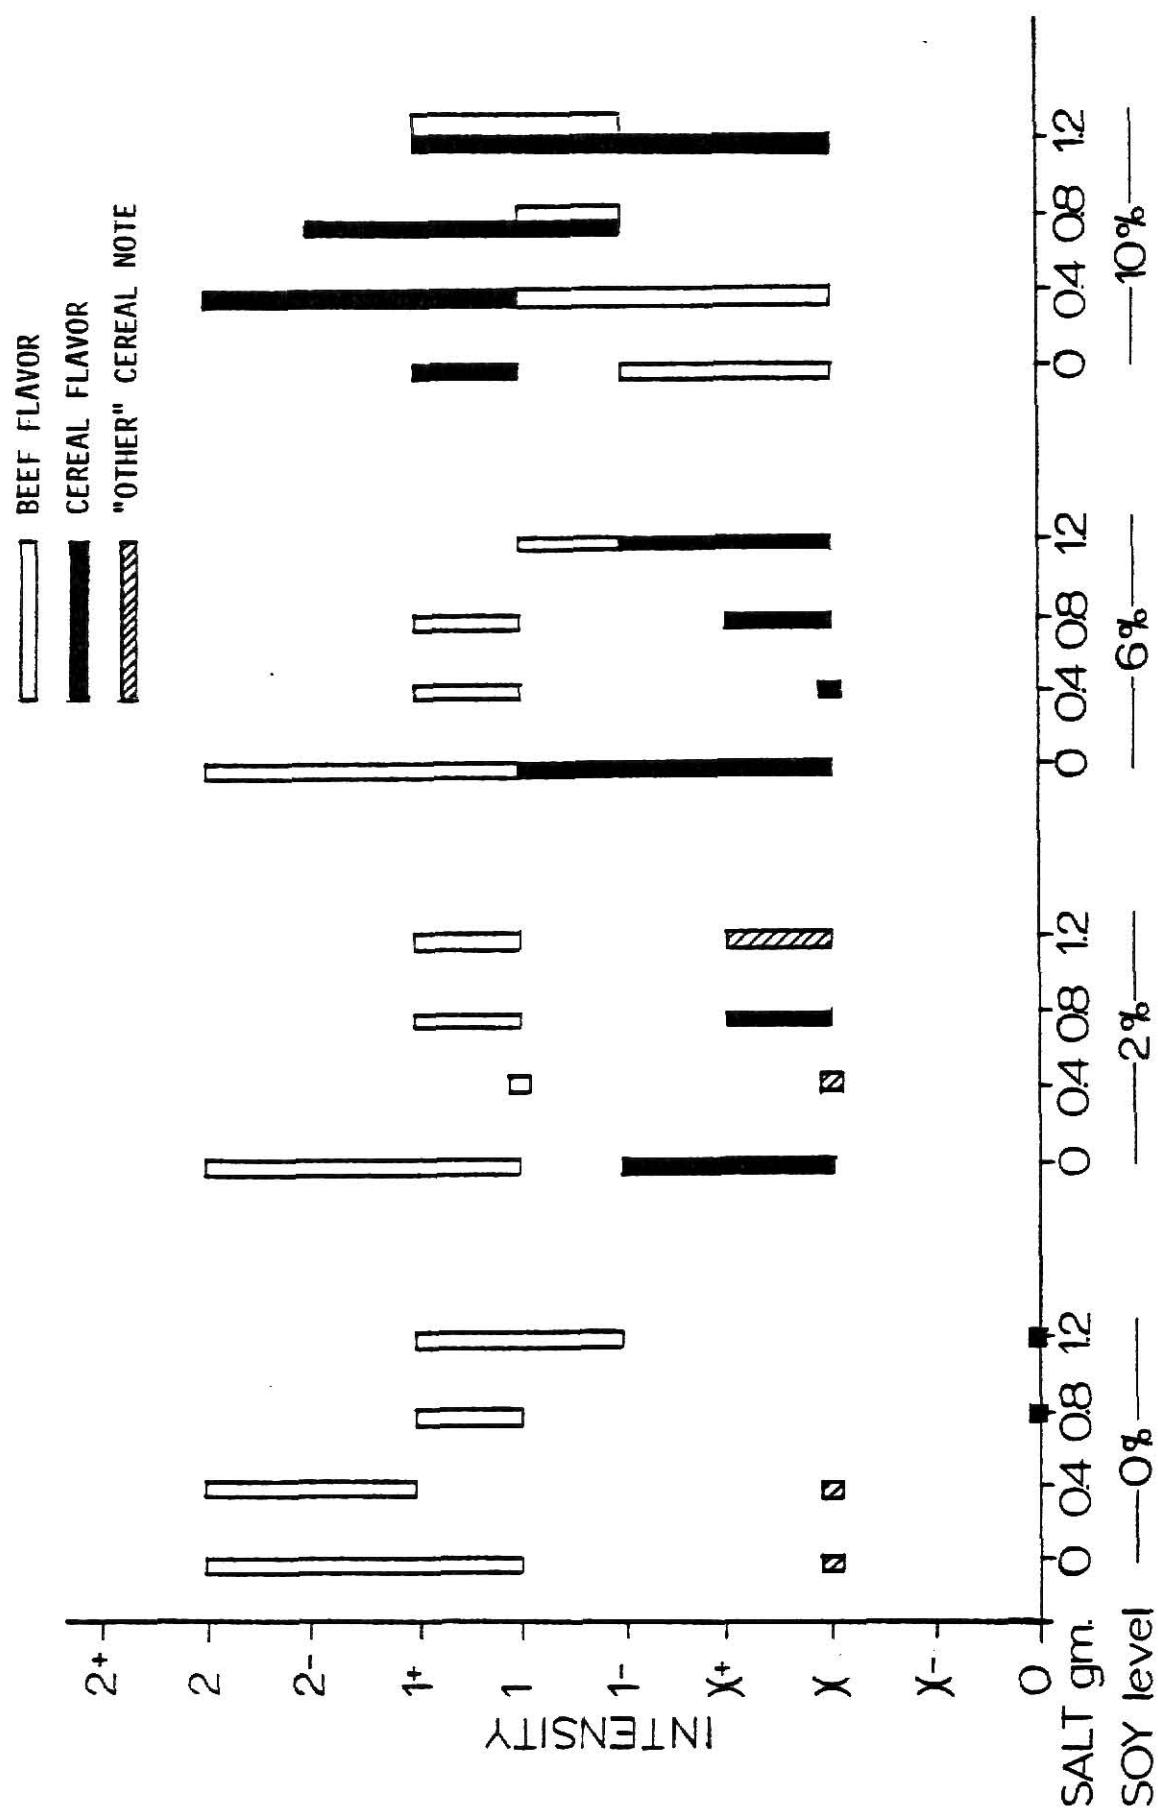 BEEF FLAVOR
CEREAL FLAVOR
"OTHER" CEREAL NOTE
INTENSITY
2+
2
2-
1+
1
1-
)(+
)(
)(-
0
SALT gm. 0 0.4 0.8 1.2 0 0.4 0.8 1.2 0 0.4 0.8 1.2 0 0.4 0.8 1.2
SOY level —0%— —2%— —6%— —10%—